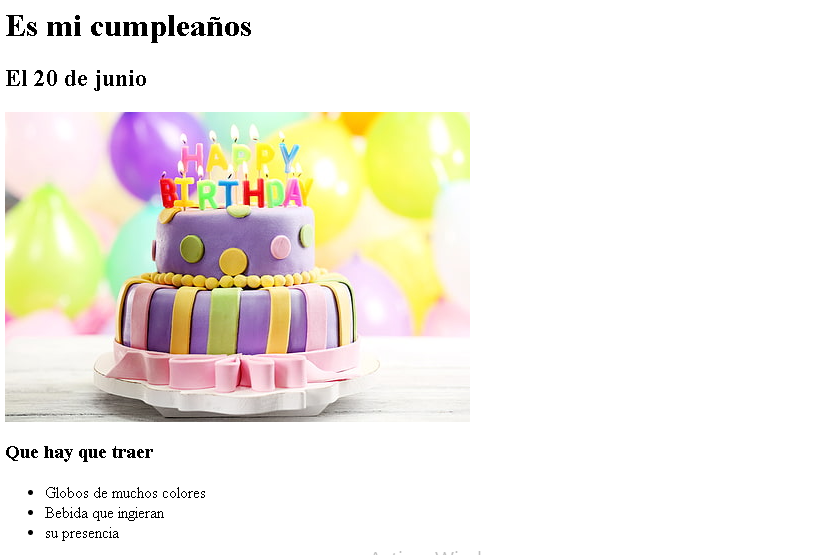 Es mi cumpleaños
El 20 de junio
HAPPY
BIRTHDAY
Que hay que traer
Globos de muchos colores
Bebida que ingieran
su presencia